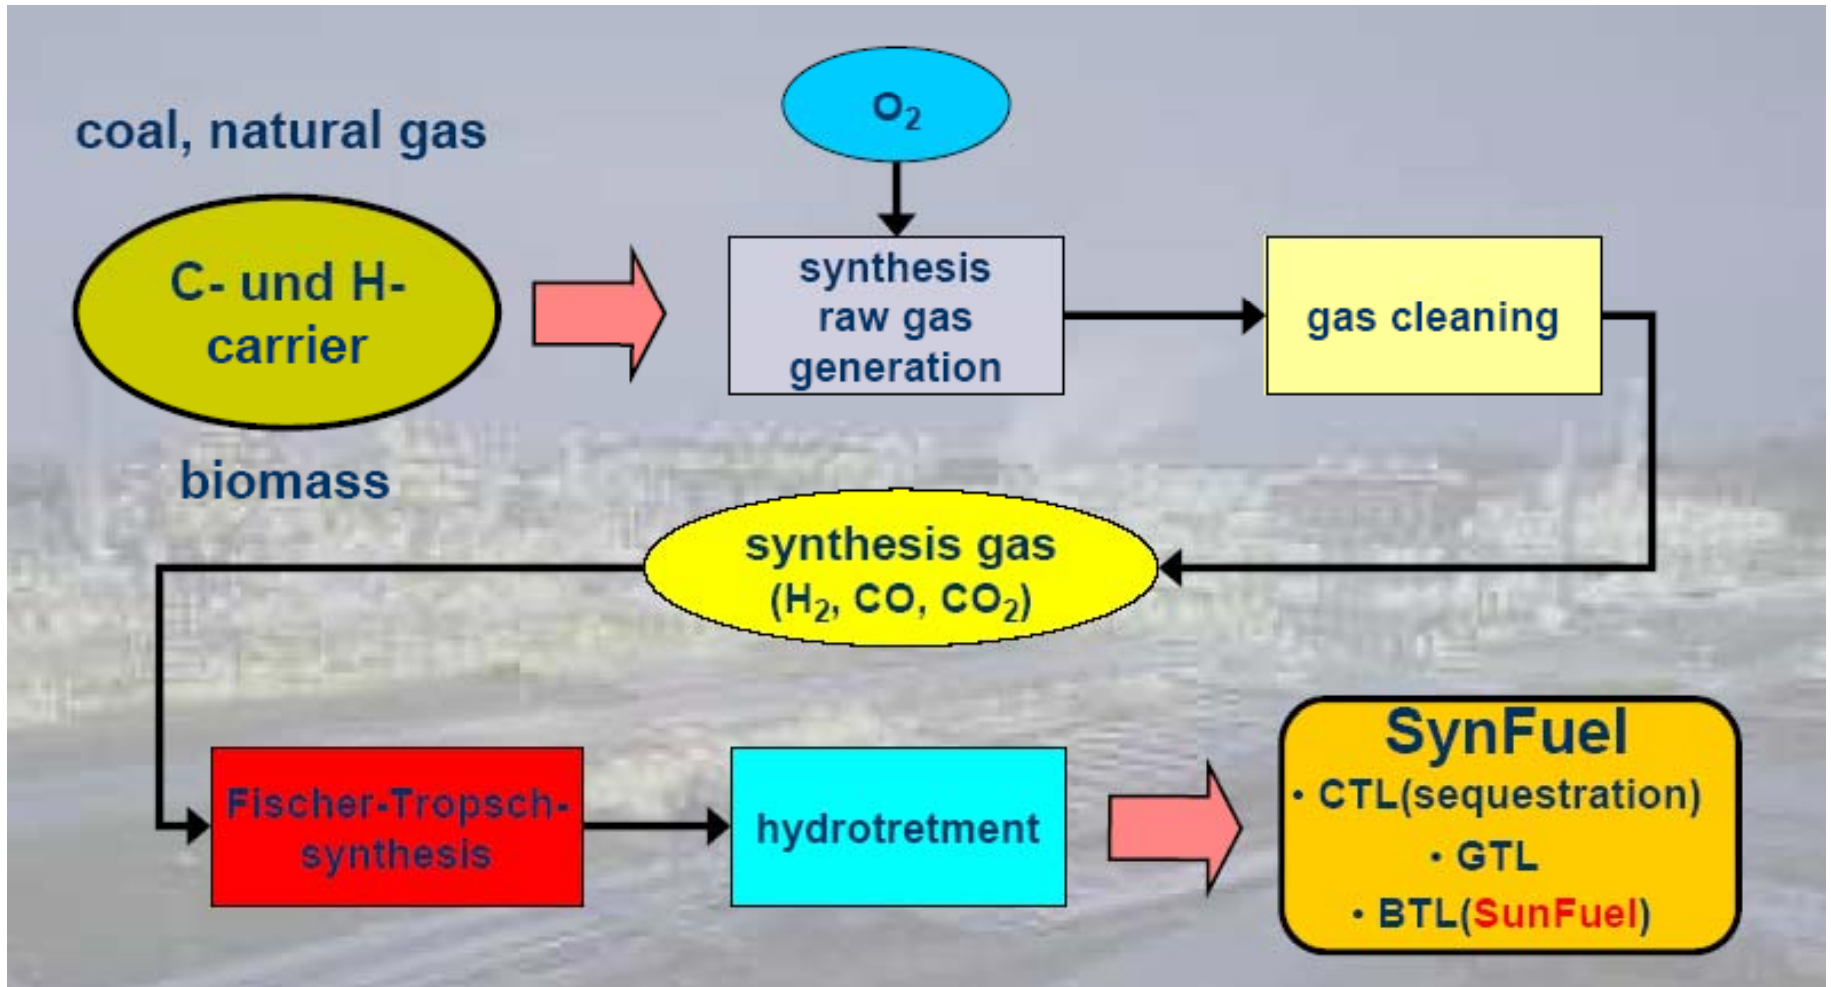 coal, natural gas
C- und H-
carrier
biomass
O₂
synthesis
raw gas
generation
gas cleaning
synthesis gas
(H₂, CO, CO₂)
Fischer-Tropsch-
synthesis
hydrotretment
SynFuel
• CTL(sequestration)
• GTL
• BTL(SunFuel)